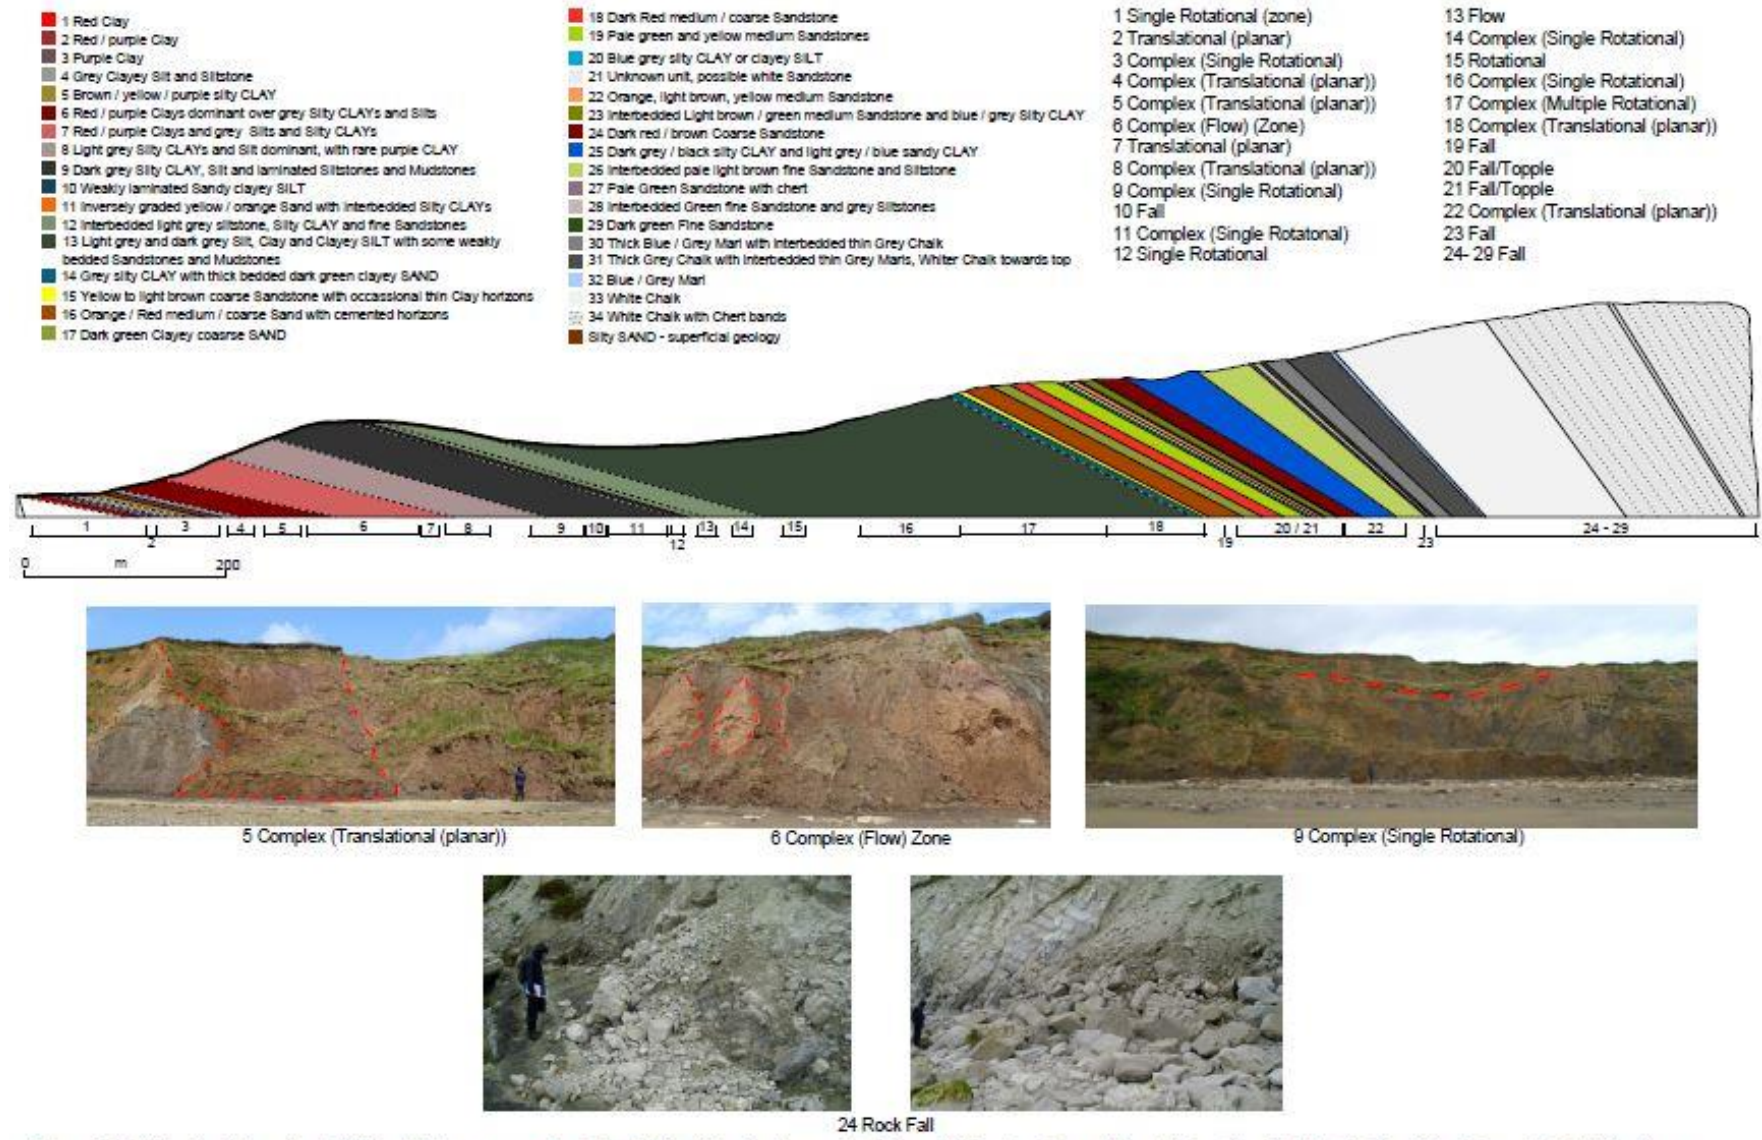 1 Red Clay
2 Red / purple Clay
3 Purple Clay
4 Grey Clayey Silt and Siltstone
5 Brown / yellow / purple silty CLAY
6 Red / purple Clays dominant over grey Silty CLAYs and Silts
7 Red / purple Clays and grey Silts and Silty CLAYs
8 Light grey Silty CLAYs and Silt dominant, with rare purple CLAY
9 Dark grey Silty CLAY, Silt and laminated Siltstones and Mudstones
10 Weakly laminated Sandy clayey SILT
11 Inversely graded yellow / orange Sand with interbedded Silty CLAYs
12 Interbedded light grey siltstone, Silty CLAY and fine Sandstones
13 Light grey and dark grey Silt, Clay and Clayey SILT with some weakly
bedded Sandstones and Mudstones
14 Grey silty CLAY with thick bedded dark green clayey SAND
15 Yellow to light brown coarse Sandstone with occassional thin Clay horizons
16 Orange / Red medium / coarse Sand with cemented horizons
17 Dark green Clayey coasrse SAND
18 Dark Red medium / coarse Sandstone
19 Pale green and yellow medium Sandstones
20 Blue grey silty CLAY or clayey SILT
21 Unknown unit, possible white Sandstone
22 Orange, light brown, yellow medium Sandstone
23 Interbedded Light brown / green medium Sandstone and blue / grey Silty CLAY
24 Dark red / brown Coarse Sandstone
25 Dark grey / black silty CLAY and light grey / blue sandy CLAY
26 Interbedded pale light brown fine Sandstone and Siltstone
27 Pale Green Sandstone with chert
28 Interbedded Green fine Sandstone and grey Siltstones
29 Dark green Fine Sandstone
30 Thick Blue / Grey Marl with Interbedded thin Grey Chalk
31 Thick Grey Chalk with Interbedded thin Grey Marls, Whiter Chalk towards top
32 Blue / Grey Marl
33 White Chalk
34 White Chalk with Chert bands
Silty SAND - superficial geology
1 Single Rotational (zone)
2 Translational (planar)
3 Complex (Single Rotational)
4 Complex (Translational (planar))
5 Complex (Translational (planar))
6 Complex (Flow) (Zone)
7 Translational (planar)
8 Complex (Translational (planar))
9 Complex (Single Rotational)
10 Fall
11 Complex (Single Rotatonal)
12 Single Rotational
13 Flow
14 Complex (Single Rotational)
15 Rotational
16 Complex (Single Rotational)
17 Complex (Multiple Rotational)
18 Complex (Translational (planar))
19 Fall
20 Fall/Topple
21 Fall/Topple
22 Complex (Translational (planar))
23 Fall
24- 29 Fall
1 3 4 5 6 7 8 9 10 11 13 14 15 16 17 18 20 / 21 22 24 - 29
2 12 19 23
0 m 200
5 Complex (Translational (planar))
6 Complex (Flow) Zone
9 Complex (Single Rotational)
24 Rock Fall